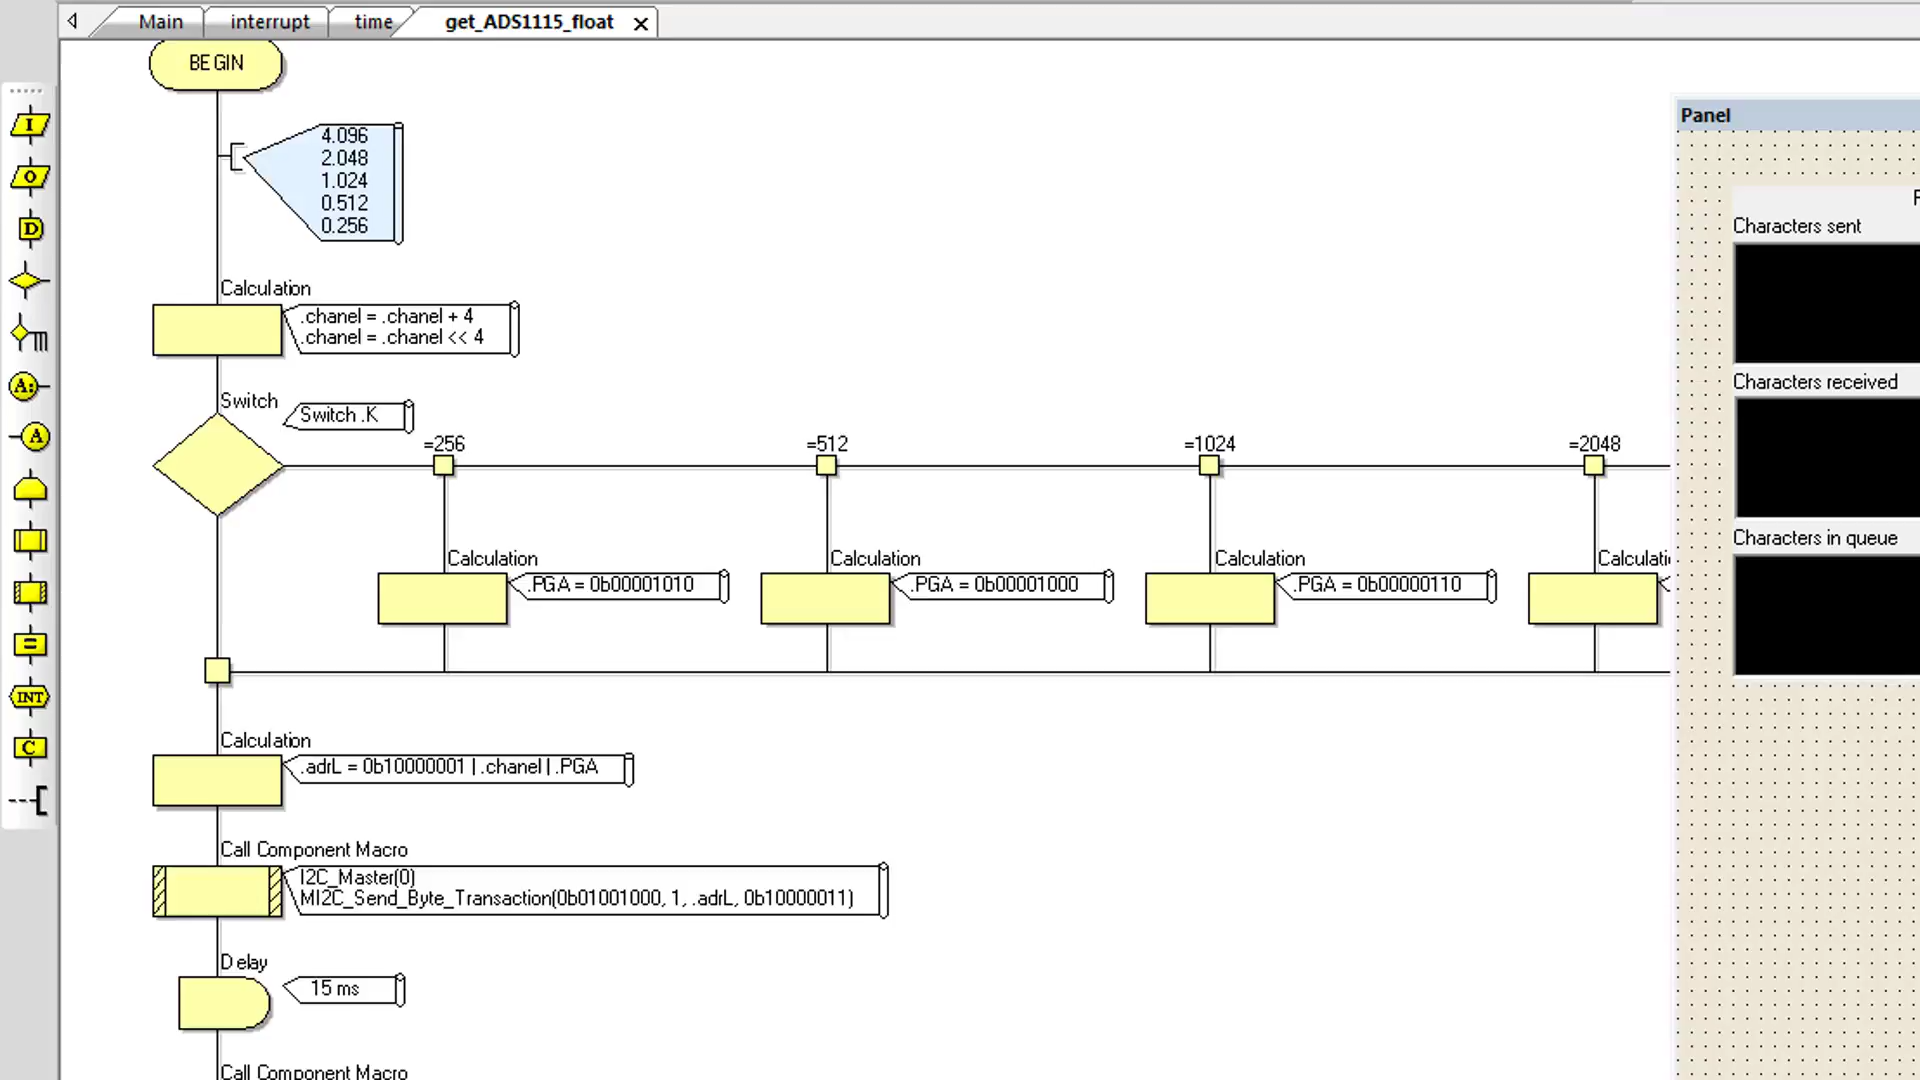 Main
interrupt
time
get_ADS1115_float
BEGIN
4.096
2.048
1.024
0.512
0.256
Calculation
.chanel = .chanel + 4
.chanel = .chanel << 4
Switch
Switch .K
=256
=512
=1024
=2048
Calculation
.PGA = 0b00001010
Calculation
.PGA = 0b00001000
Calculation
.PGA = 0b00000110
Calculation
.adrL = 0b10000001 | .chanel | .PGA
Call Component Macro
I2C_Master(0)
MI2C_Send_Byte_Transaction(0b01001000, 1, .adrL, 0b10000011)
Delay
15 ms
Call Component Macro
I
O
D
A:
A
=
INT
C
Panel
Characters sent
Characters received
Characters in queue